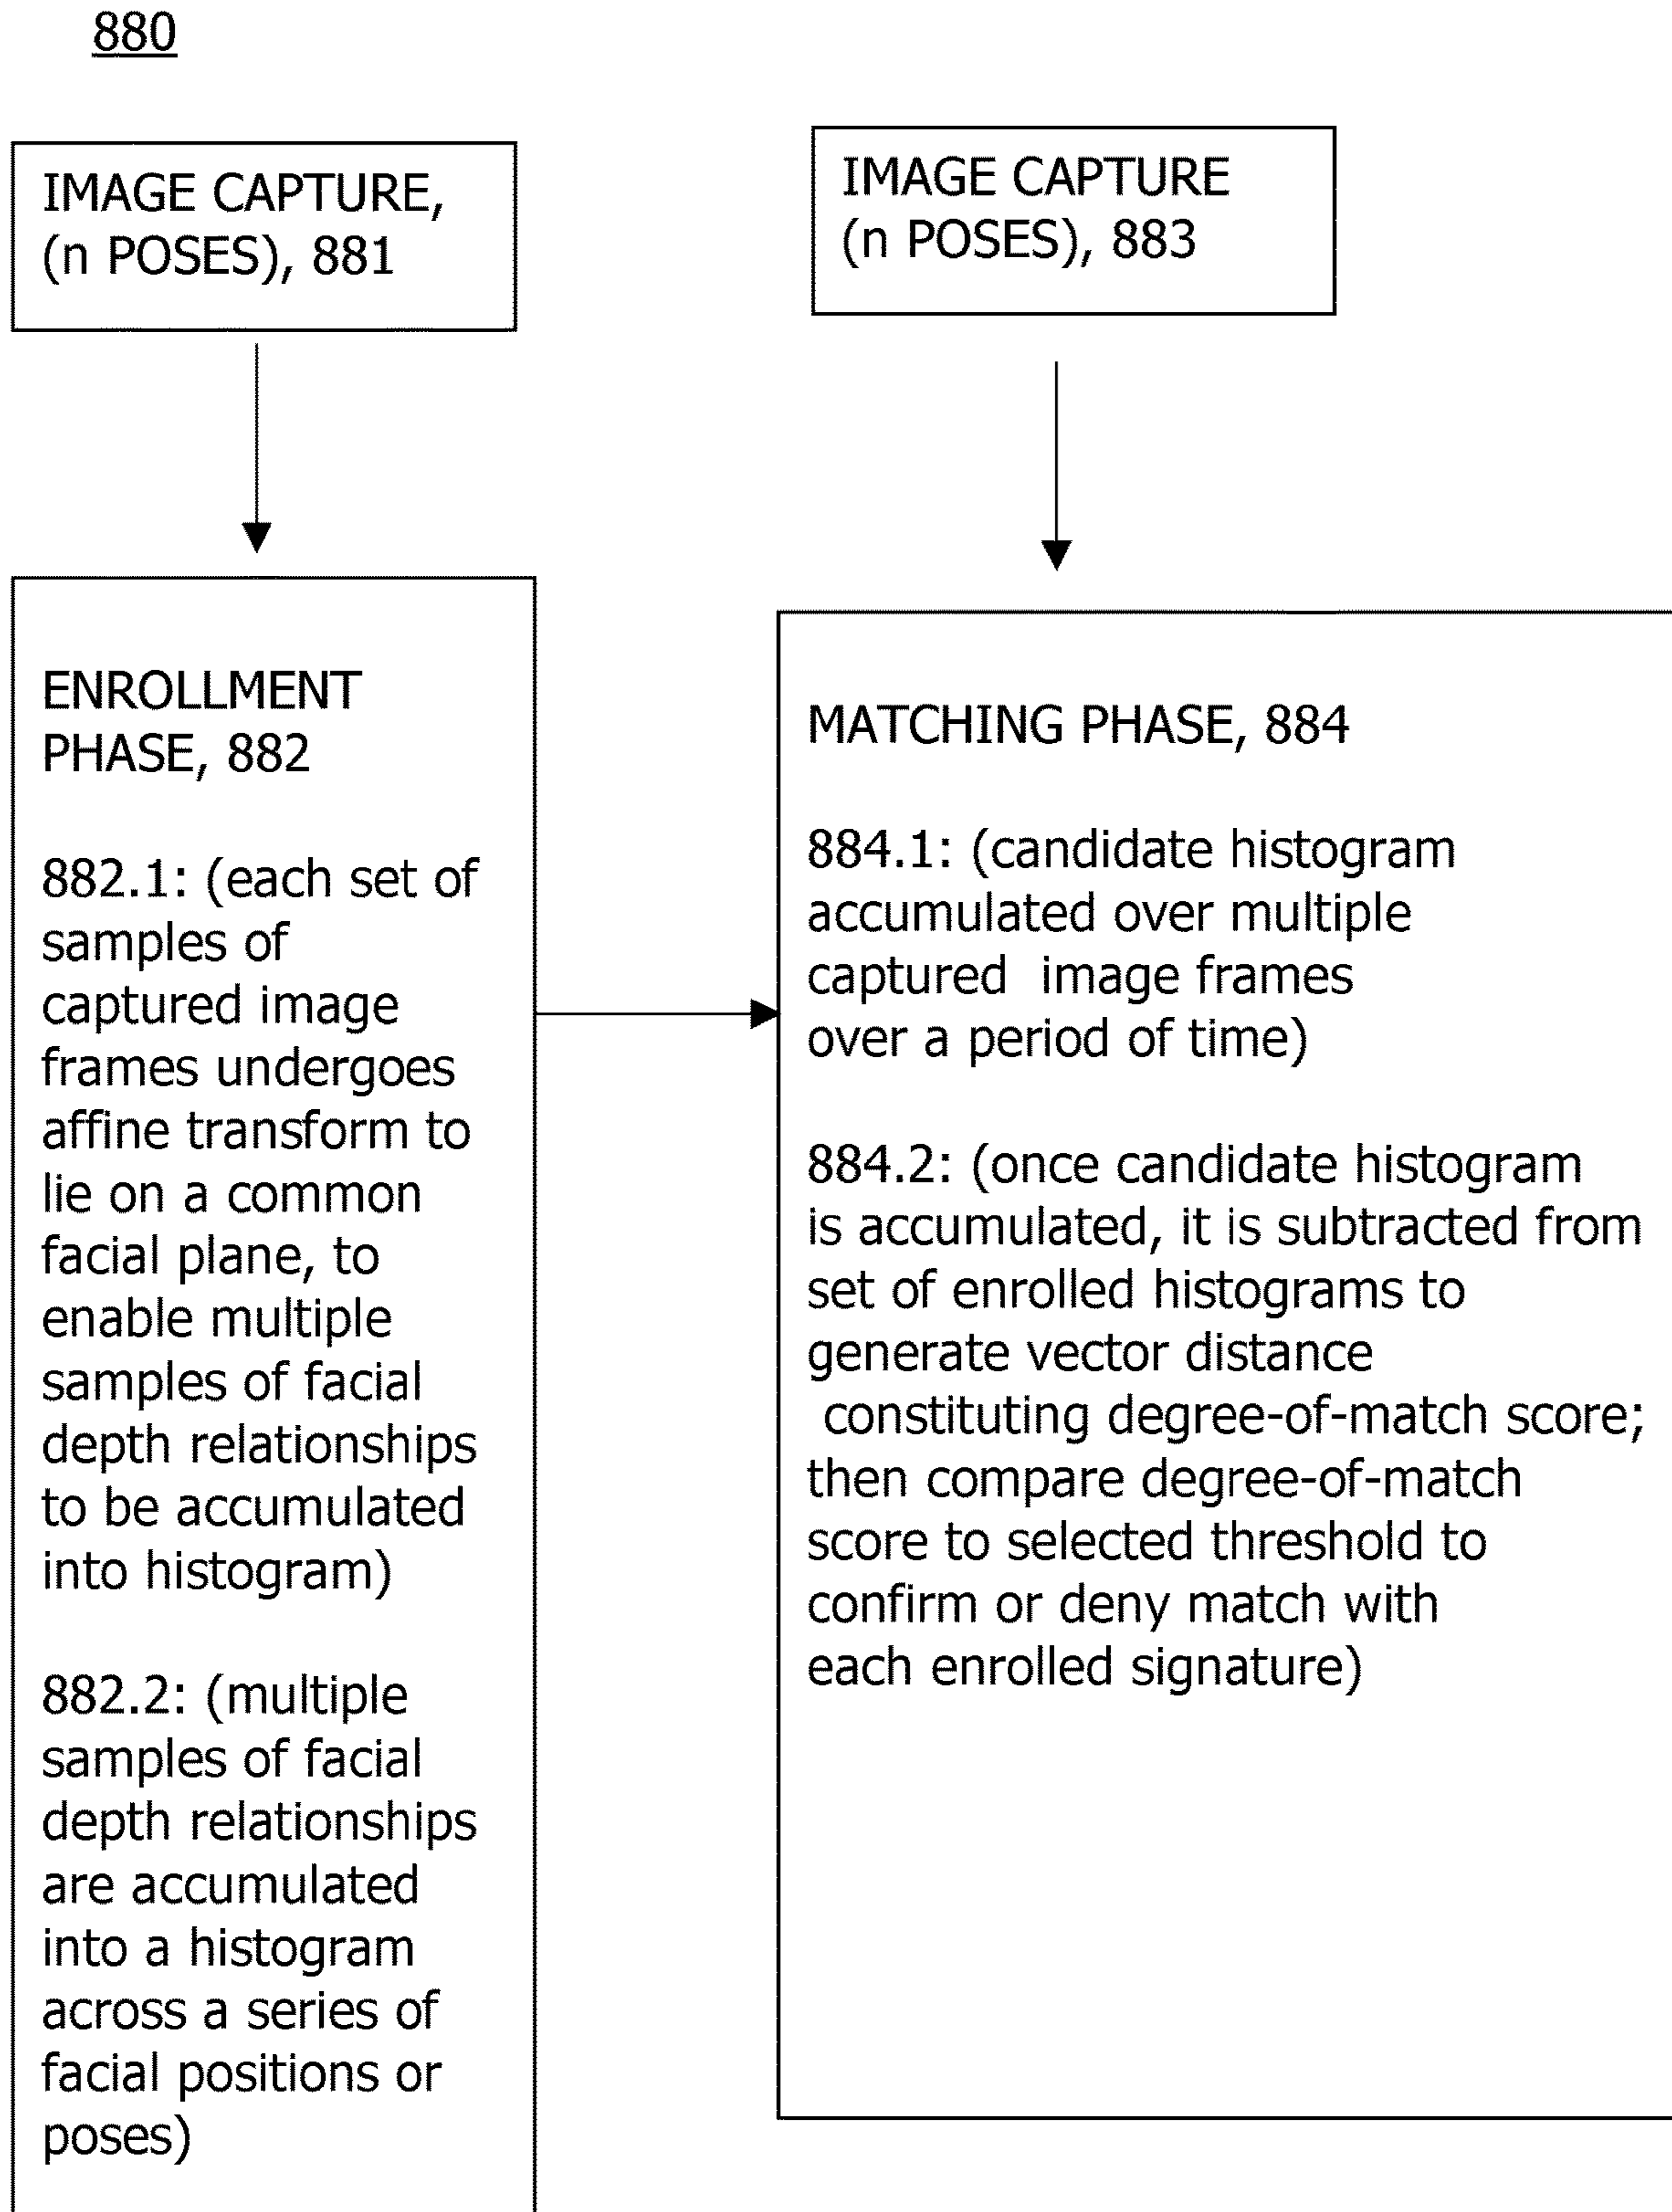 880
IMAGE CAPTURE,
(n POSES), 881
IMAGE CAPTURE
(n POSES), 883
ENROLLMENT
PHASE, 882
882.1: (each set of
samples of
captured image
frames undergoes
affine transform to
lie on a common
facial plane, to
enable multiple
samples of facial
depth relationships
to be accumulated
into histogram)
882.2: (multiple
samples of facial
depth relationships
are accumulated
into a histogram
across a series of
facial positions or
poses)
MATCHING PHASE, 884
884.1: (candidate histogram
accumulated over multiple
captured  image frames
over a period of time)
884.2: (once candidate histogram
is accumulated, it is subtracted from
set of enrolled histograms to
generate vector distance
constituting degree-of-match score;
then compare degree-of-match
score to selected threshold to
confirm or deny match with
each enrolled signature)